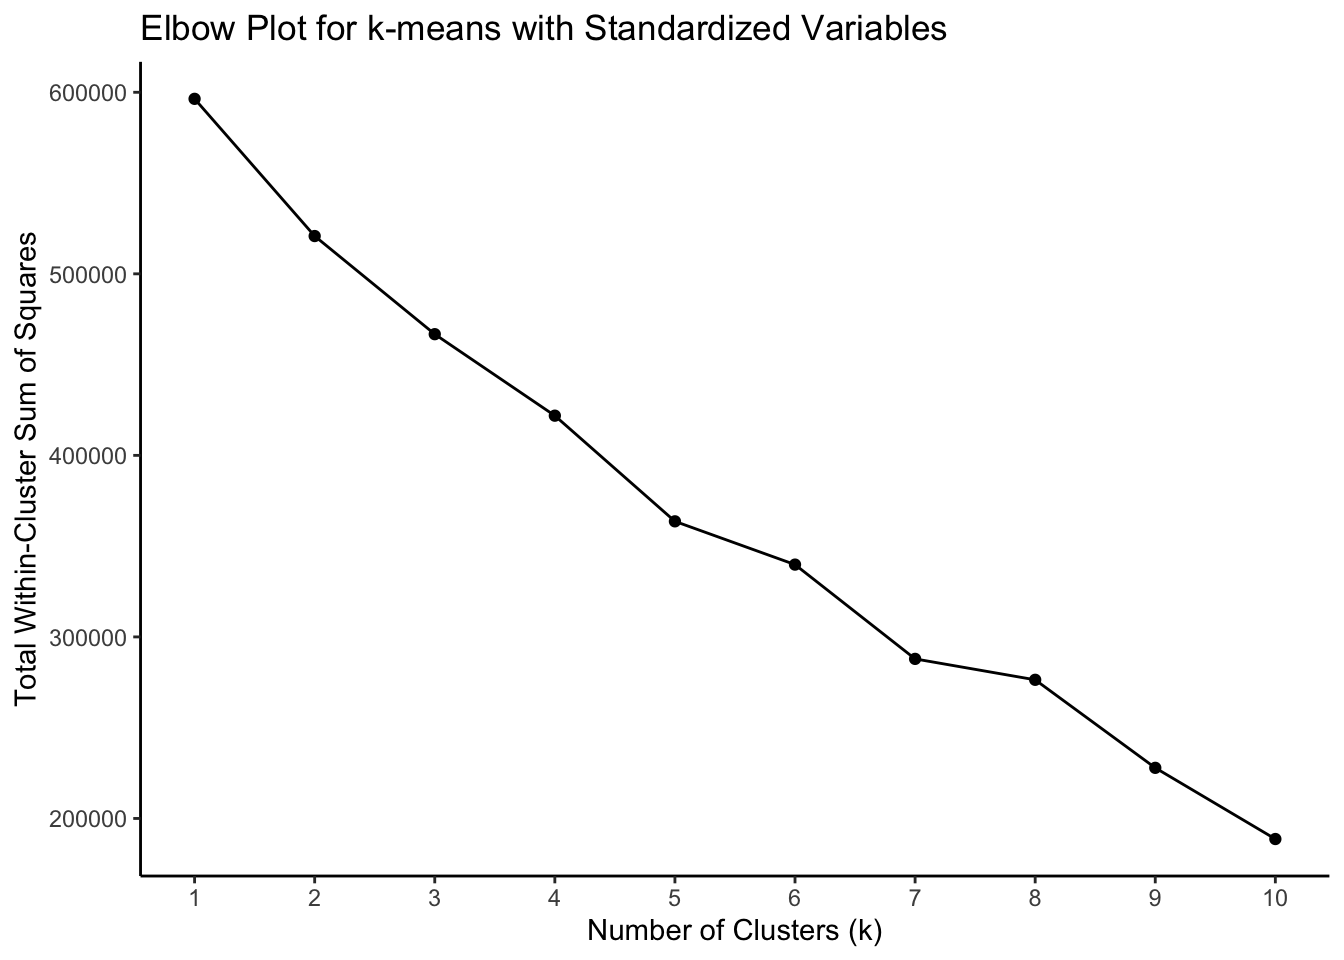 Elbow Plot for k-means with Standardized Variables
Total Within-Cluster Sum of Squares
600000
500000
400000
300000
200000
1 2 3 4 5 6 7 8 9 10
Number of Clusters (k)